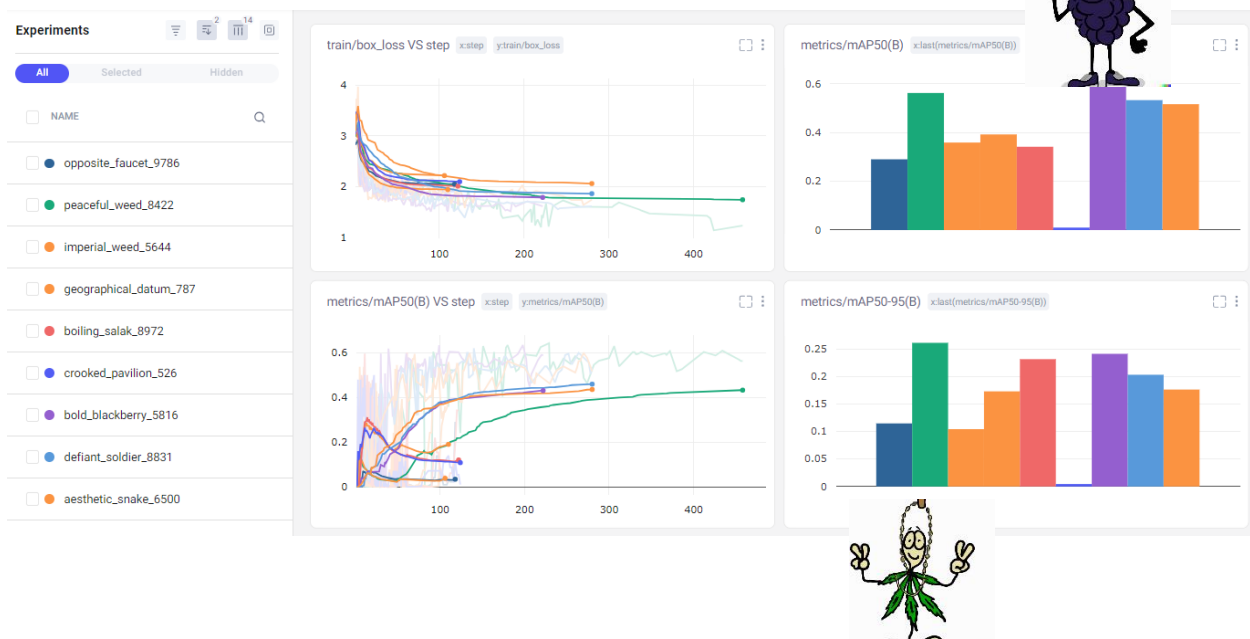 Experiments
2
14
All
Selected
Hidden
NAME
opposite_faucet_9786
peaceful_weed_8422
imperial_weed_5644
geographical_datum_787
boiling_salak_8972
crooked_pavilion_526
bold_blackberry_5816
defiant_soldier_8831
aesthetic_snake_6500
train/box_loss VS step x:step y:train/box_loss
4
3
2
1
100 200 300 400
metrics/mAP50(B) x:last(metrics/mAP50(B))
0.6
0.4
0.2
0
metrics/mAP50(B) VS step x:step y:metrics/mAP50(B)
0.6
0.4
0.2
0
100 200 300 400
metrics/mAP50-95(B) x:last(metrics/mAP50-95(B))
0.25
0.2
0.15
0.1
0.05
0